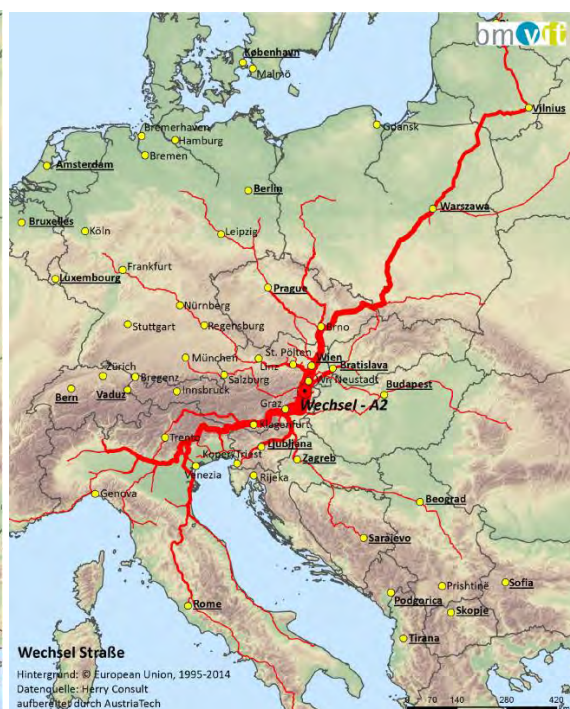 bmvit
København
Malmö
Vilnius
Gdańsk
Bremerhaven
Hamburg
Bremen
Amsterdam
Berlin
Warszawa
Bruxelles
Köln
Leipzig
Luxembourg
Frankfurt
Prague
Nürnberg
Brno
Stuttgart
Regensburg
München
St. Pölten
Wien
Linz
Bratislava
Zürich
Bregenz
Salzburg
Wr. Neustadt
Budapest
Bern
Vaduz
Innsbruck
Graz
Wechsel - A2
Klagenfurt
Trento
Ljubljana
Koper
Triest
Zagreb
Venezia
Rijeka
Genova
Beograd
Sarajevo
Prishtinë
Sofia
Podgorica
Skopje
Rome
Tirana
Wechsel Straße
Hintergrund: © European Union, 1995-2014
Datenquelle: Herry Consult
aufbereitet durch AustriaTech
0 70 140 280 420